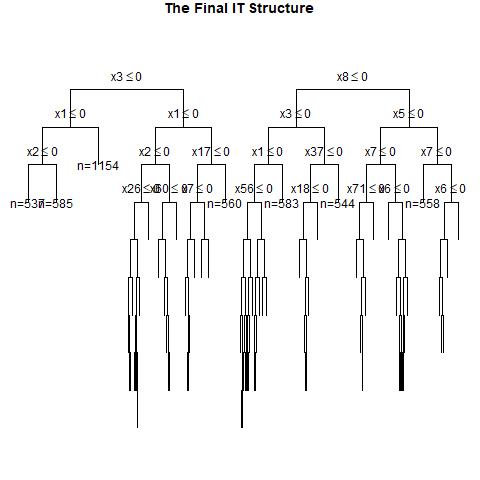 The Final IT Structure
x3 ≤ 0 x8 ≤ 0
x1 ≤ 0 x1 ≤ 0 x3 ≤ 0 x5 ≤ 0
x2 ≤ 0 x2 ≤ 0 x17 ≤ 0 x1 ≤ 0 x37 ≤ 0 x7 ≤ 0 x7 ≤ 0
n=1154
x26 ≤ 0 x60 ≤ 0 ≤ 0 x56 ≤ 0 x18 ≤ 0 x71 ≤ 0 ≤ 0 x6 ≤ 0
n=537 n=585 n=560 n=583 n=544 n=558